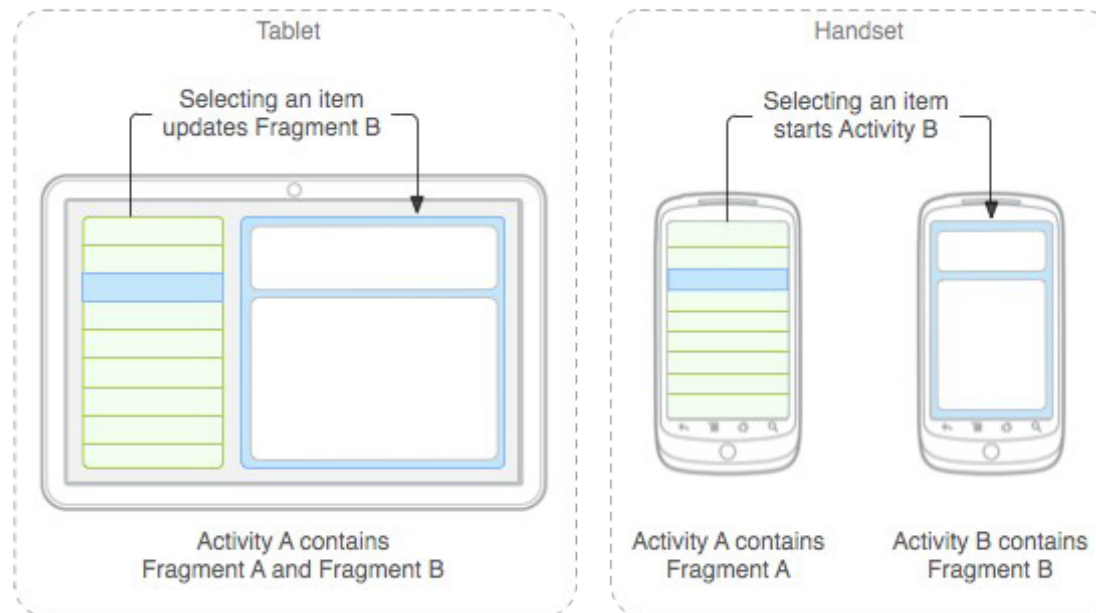 Tablet
Selecting an item
updates Fragment B
Activity A contains
Fragment A and Fragment B
Handset
Selecting an item
starts Activity B
Activity A contains
Fragment A
Activity B contains
Fragment B